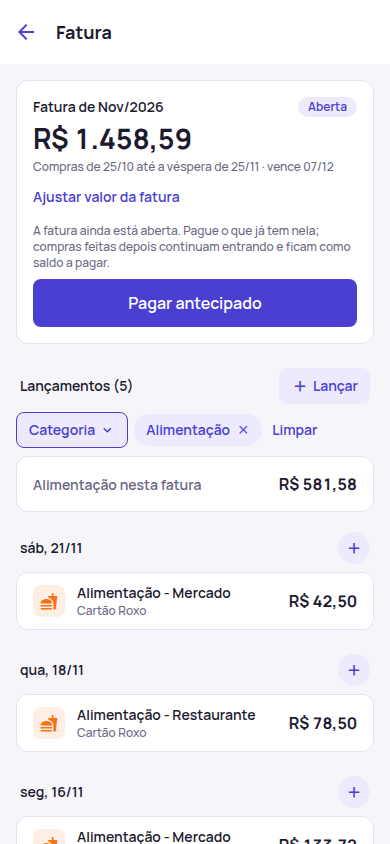 Fatura
Fatura de Nov/2026
Aberta
R$ 1.458,59
Compras de 25/10 até a véspera de 25/11 · vence 07/12
Ajustar valor da fatura
A fatura ainda está aberta. Pague o que já tem nela;
compras feitas depois continuam entrando e ficam como
saldo a pagar.
Pagar antecipado
Lançamentos (5)
+ Lançar
Categoria
Alimentação ×
Limpar
Alimentação nesta fatura
R$ 581,58
sáb, 21/11
Alimentação - Mercado
R$ 42,50
Cartão Roxo
qua, 18/11
Alimentação - Restaurante
R$ 78,50
Cartão Roxo
seg, 16/11
Alimentação - Mercado